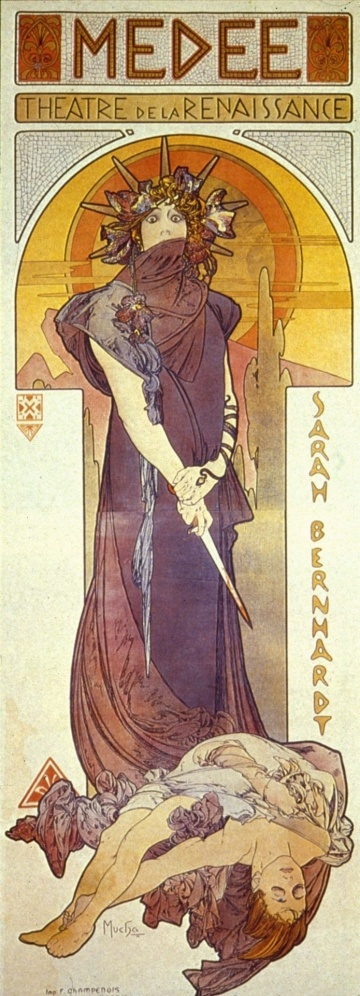 MEDEE
THEATRE DE LA RENAISSANCE
SARAH BERNHARDT
Mucha
Imp. F. CHAMPENOIS